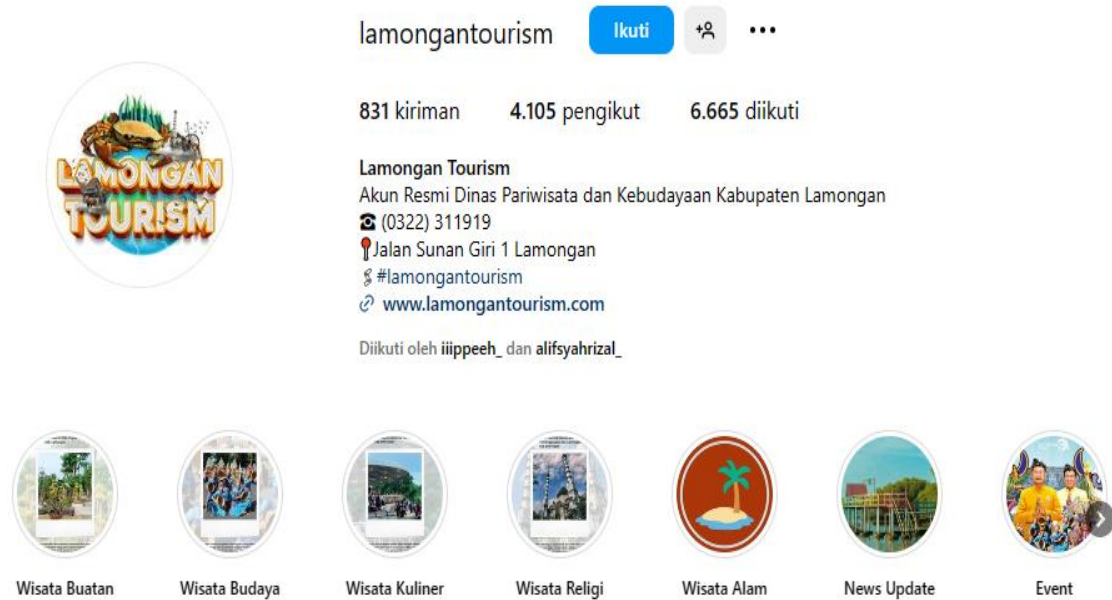 lamongantourism Ikuti
831 kiriman 4.105 pengikut 6.665 diikuti
LAMONGAN
TOURISM
Lamongan Tourism
Akun Resmi Dinas Pariwisata dan Kebudayaan Kabupaten Lamongan
(0322) 311919
Jalan Sunan Giri 1 Lamongan
#lamongantourism
www.lamongantourism.com
Diikuti oleh iiippeeh_ dan alifsyahrizal_
Wisata Buatan Wisata Budaya Wisata Kuliner Wisata Religi Wisata Alam News Update Event